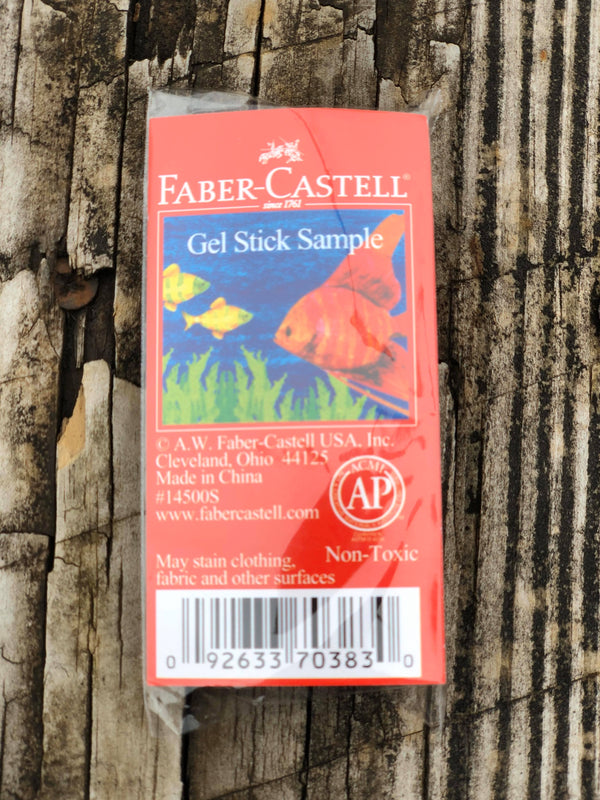 FABER-CASTELL®
since 1761
Gel Stick Sample
© A.W. Faber-Castell USA, Inc.
Cleveland, Ohio 44125
Made in China
#14500S
www.fabercastell.com
ACMI
AP
Non-Toxic
May stain clothing,
fabric and other surfaces
0 92633 70383 0